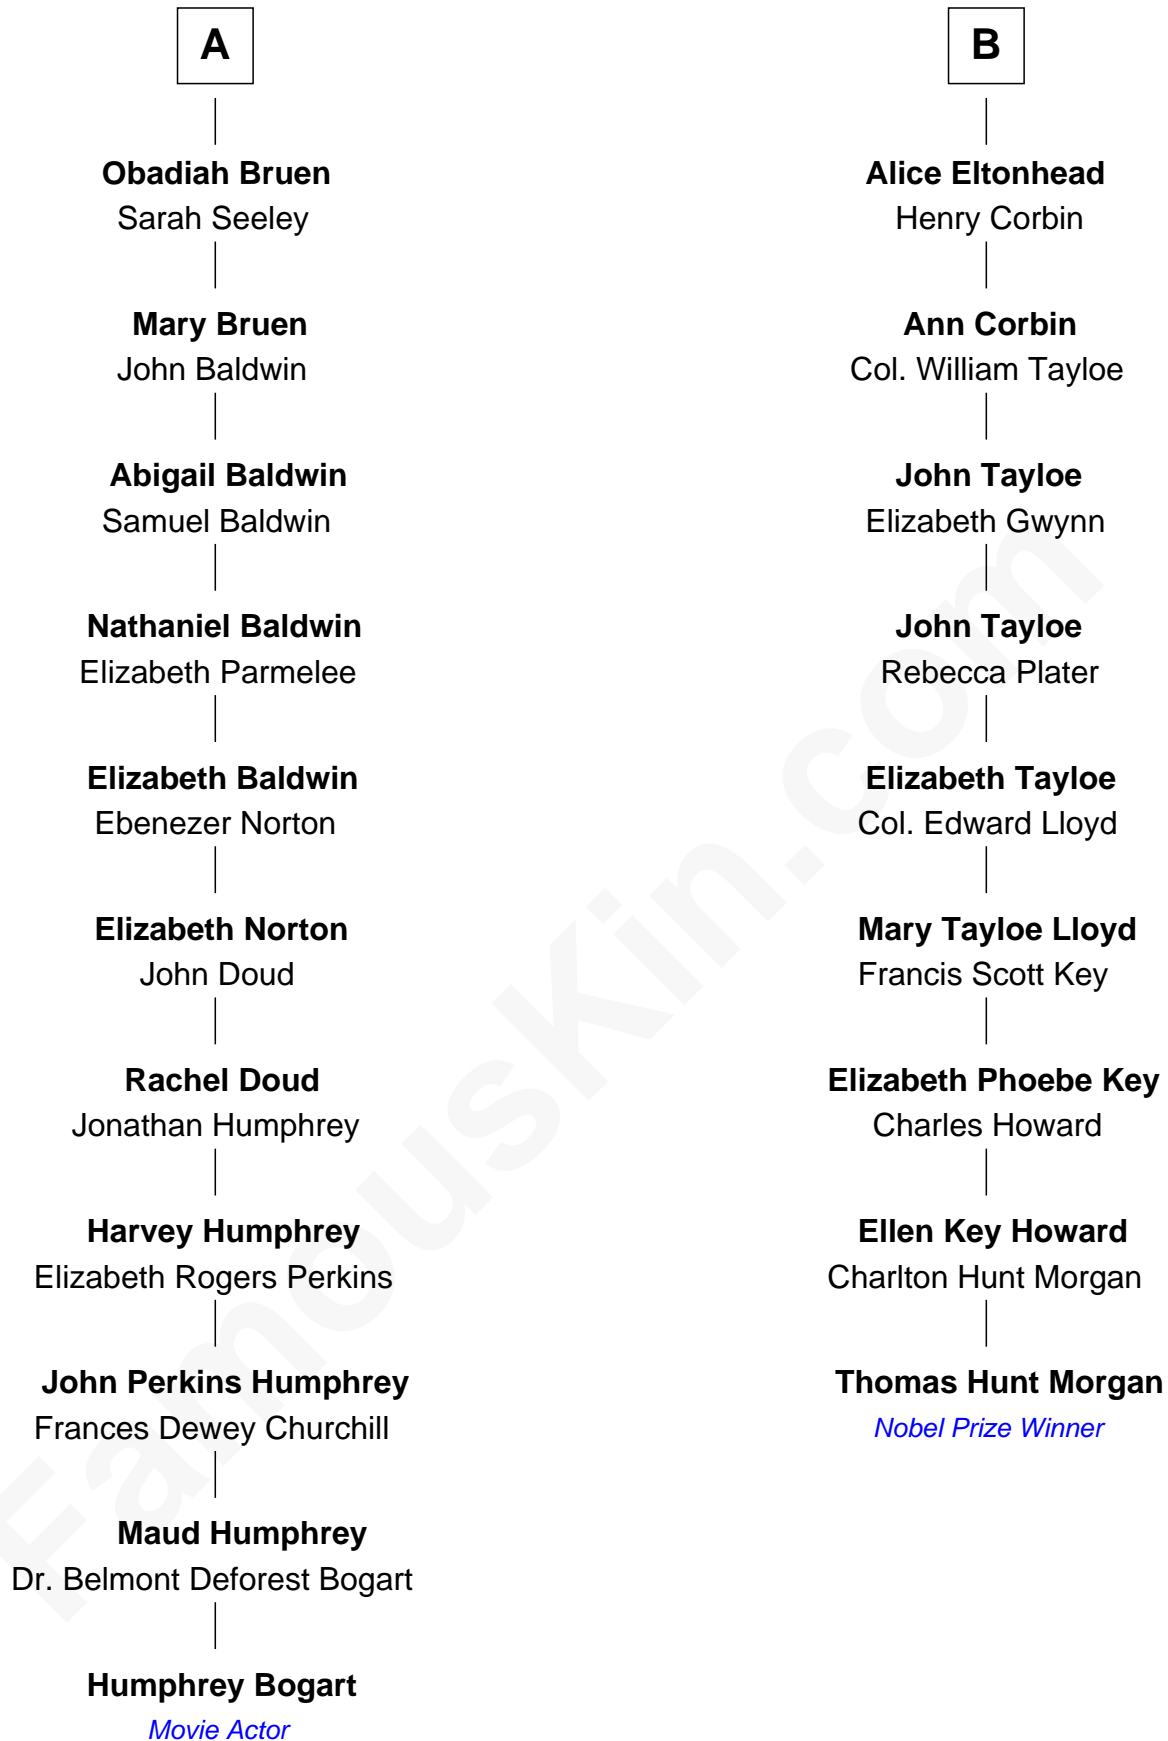 A
Obadiah Bruen
Sarah Seeley
Mary Bruen
John Baldwin
Abigail Baldwin
Samuel Baldwin
Nathaniel Baldwin
Elizabeth Parmelee
Elizabeth Baldwin
Ebenezer Norton
Elizabeth Norton
John Doud
Rachel Doud
Jonathan Humphrey
Harvey Humphrey
Elizabeth Rogers Perkins
John Perkins Humphrey
Frances Dewey Churchill
Maud Humphrey
Dr. Belmont Deforest Bogart
Humphrey Bogart
Movie Actor
B
Alice Eltonhead
Henry Corbin
Ann Corbin
Col. William Tayloe
John Tayloe
Elizabeth Gwynn
John Tayloe
Rebecca Plater
Elizabeth Tayloe
Col. Edward Lloyd
Mary Tayloe Lloyd
Francis Scott Key
Elizabeth Phoebe Key
Charles Howard
Ellen Key Howard
Charlton Hunt Morgan
Thomas Hunt Morgan
Nobel Prize Winner
FamousKin.com